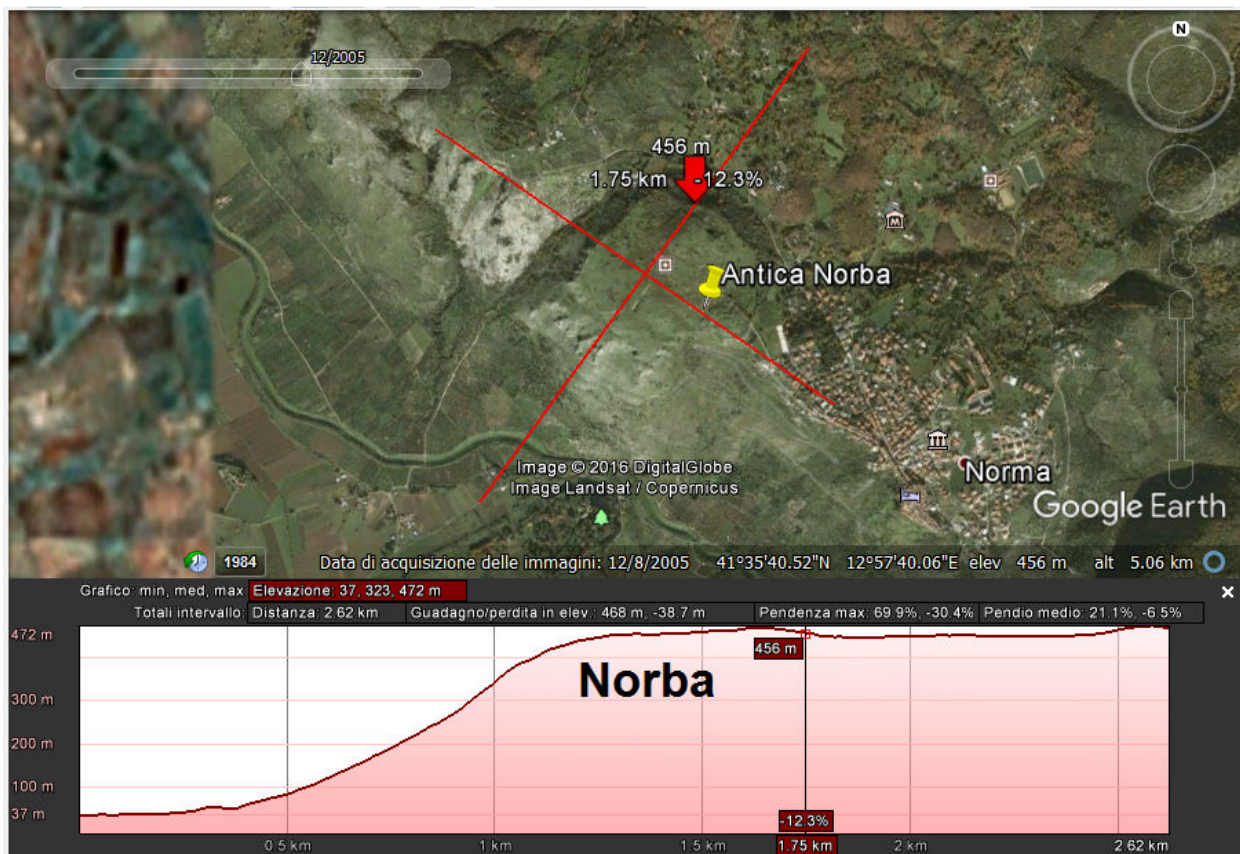 12/2005
N
456 m
1.75 km -12.3%
Antica Norba
Norma
Image © 2016 DigitalGlobe
Image Landsat / Copernicus
Google Earth
1984 Data di acquisizione delle immagini: 12/8/2005 41°35'40.52"N 12°57'40.06"E elev 456 m alt 5.06 km
Grafico: min, med, max Elevazione: 37, 323, 472 m
Totali intervallo: Distanza: 2.62 km Guadagno/perdita in elev.: 468 m, -38.7 m Pendenza max: 69.9%, -30.4% Pendio medio: 21.1%, -6.5%
472 m
456 m
Norba
300 m
200 m
100 m
37 m
-12.3%
0.5 km 1 km 1.5 km 1.75 km 2 km 2.62 km